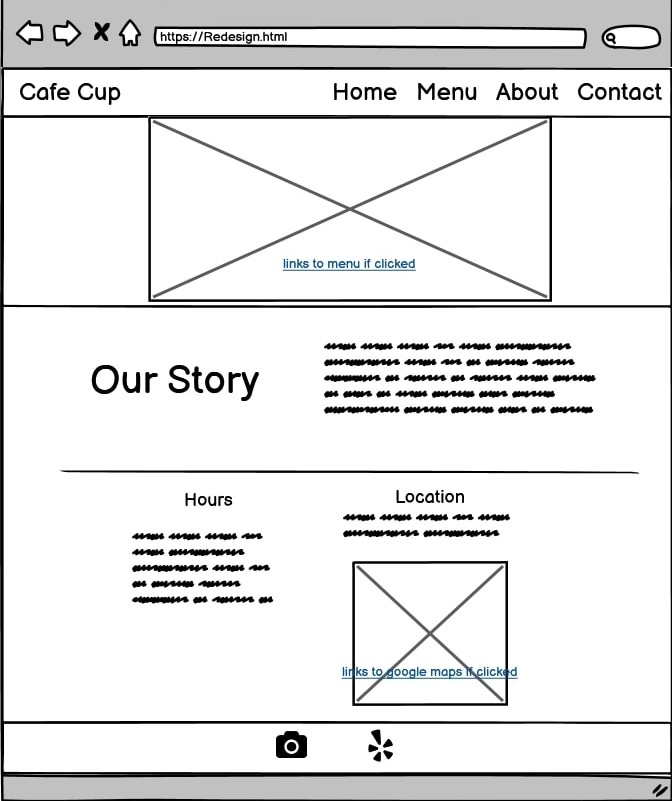 https://Redesign.html
Cafe Cup Home Menu About Contact
links to menu if clicked
Our Story
Hours
Location
links to google maps if clicked